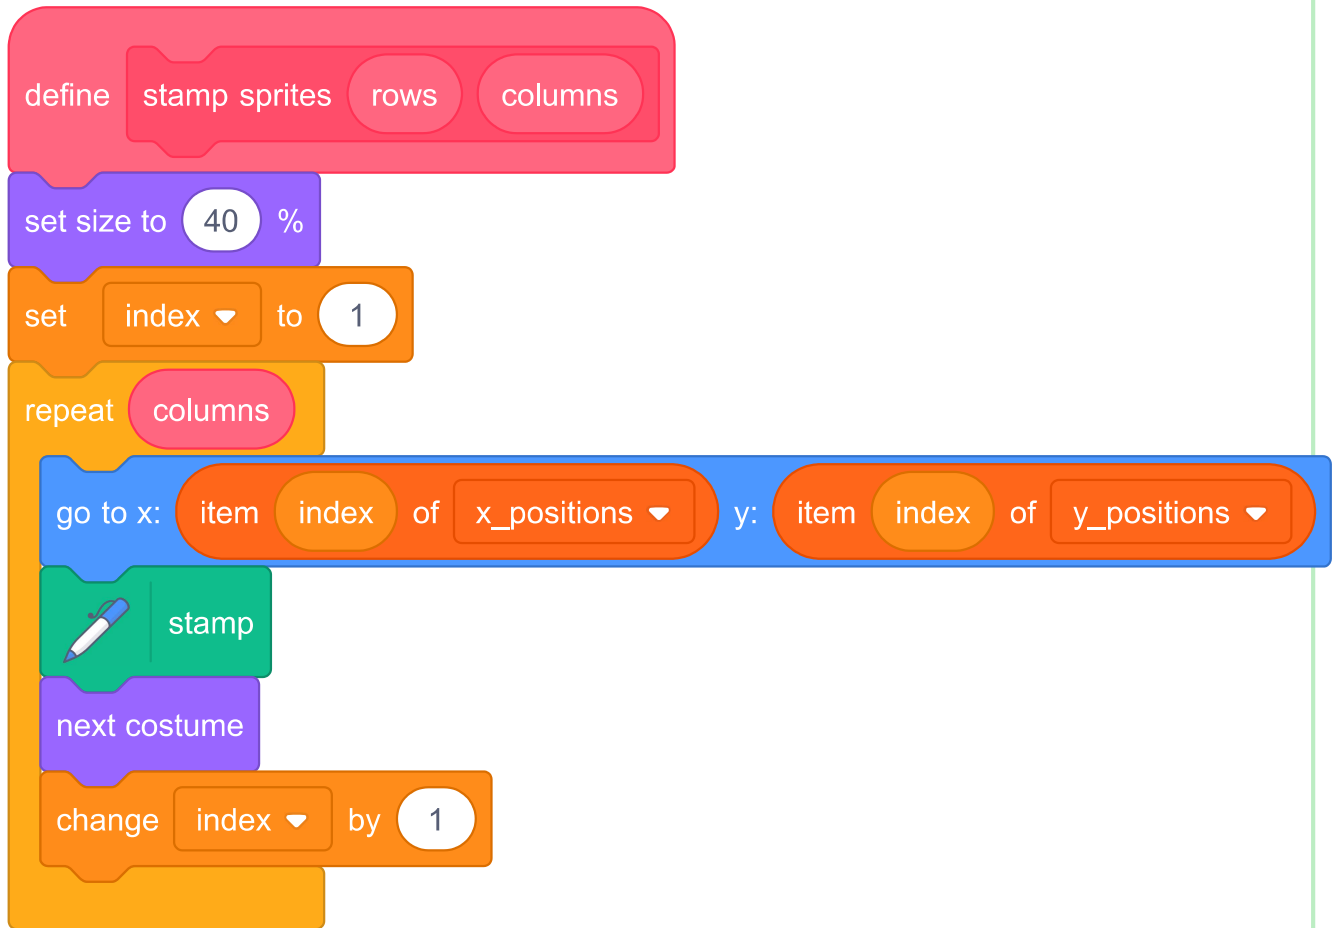 define stamp sprites rows columns
set size to 40 %
set index to 1
repeat columns
go to x: item index of x_positions y: item index of y_positions
stamp
next costume
change index by 1